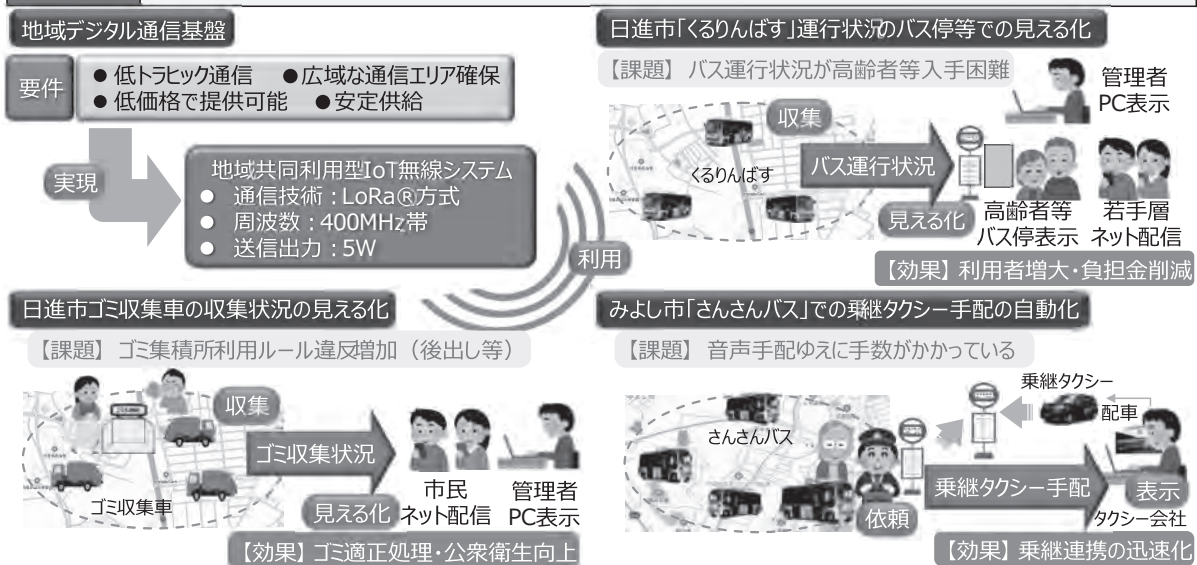 地域デジタル通信基盤
要件
● 低トラヒック通信 ●広域な通信エリア確保
● 低価格で提供可能 ●安定供給
実現
地域共同利用型IoT無線システム
● 通信技術：LoRa®方式
● 周波数：400MHz帯
● 送信出力：5W
利用
日進市「くるりんばす」運行状況のバス停等での見える化
【課題】 バス運行状況が高齢者等入手困難
収集
くるりんばす
バス運行状況
見える化
管理者
PC表示
高齢者等
バス停表示
若手層
ネット配信
【効果】 利用者増大・負担金削減
日進市ゴミ収集車の収集状況の見える化
【課題】 ゴミ集積所利用ルール違反増加（後出し等）
収集
ゴミ収集車
ゴミ収集状況
見える化
市民
ネット配信
管理者
PC表示
【効果】 ゴミ適正処理・公衆衛生向上
みよし市「さんさんバス」での乗継タクシー手配の自動化
【課題】 音声手配ゆえに手数がかかっている
さんさんバス
依頼
乗継タクシー
配車
乗継タクシー手配
表示
タクシー会社
【効果】 乗継連携の迅速化